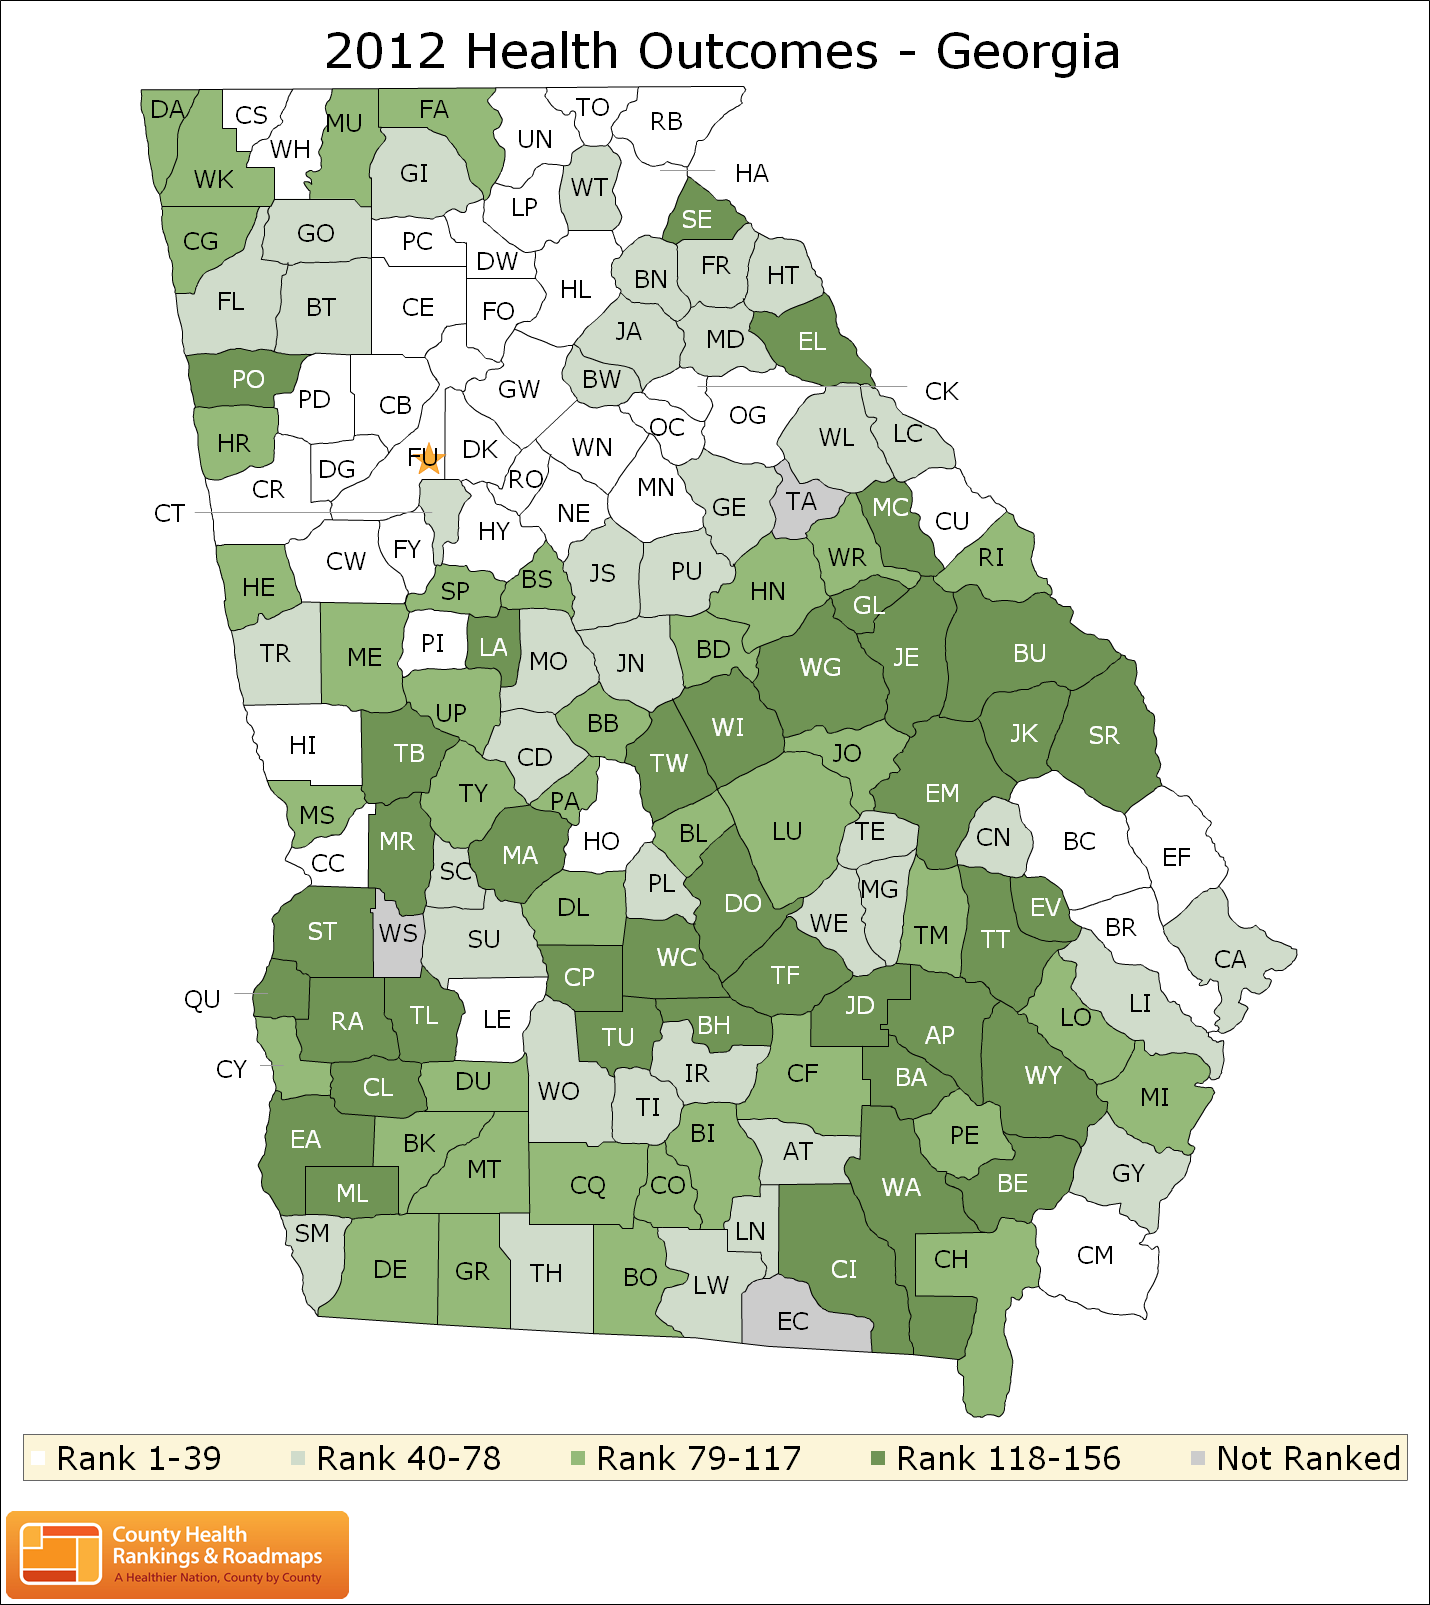 2012 Health Outcomes - Georgia
DA CS MU FA UN TO RB
WH
WK GI WT HA
LP SE
CG GO PC
DW FR
FL BT CE FO HL BN HT
JA MD EL
PO PD CB GW BW CK
HR FU DK OC OG WL LC
DG WN
CR RO MN
CT HY NE GE TA MC CU
CW FY WR RI
HE SP BS JS PU HN GL
TR ME PI LA MO JN BD WG JE BU
UP BB WI
HI TB CD TW JO JK SR
TY PA EM
MS MR HO BL LU TE CN BC EF
CC SC MA PL MG
ST WS SU DL DO WE TM TT EV BR
CP WC TF CA
QU RA TL LE TU BH JD AP LO LI
CY CL DU WO IR CF BA WY MI
TI
EA BK BI AT PE
ML MT CQ CO WA BE GY
SM LN
DE GR TH BO LW CI CH CM
EC
Rank 1-39 Rank 40-78 Rank 79-117 Rank 118-156 Not Ranked
County Health
Rankings & Roadmaps
A Healthier Nation, County by County